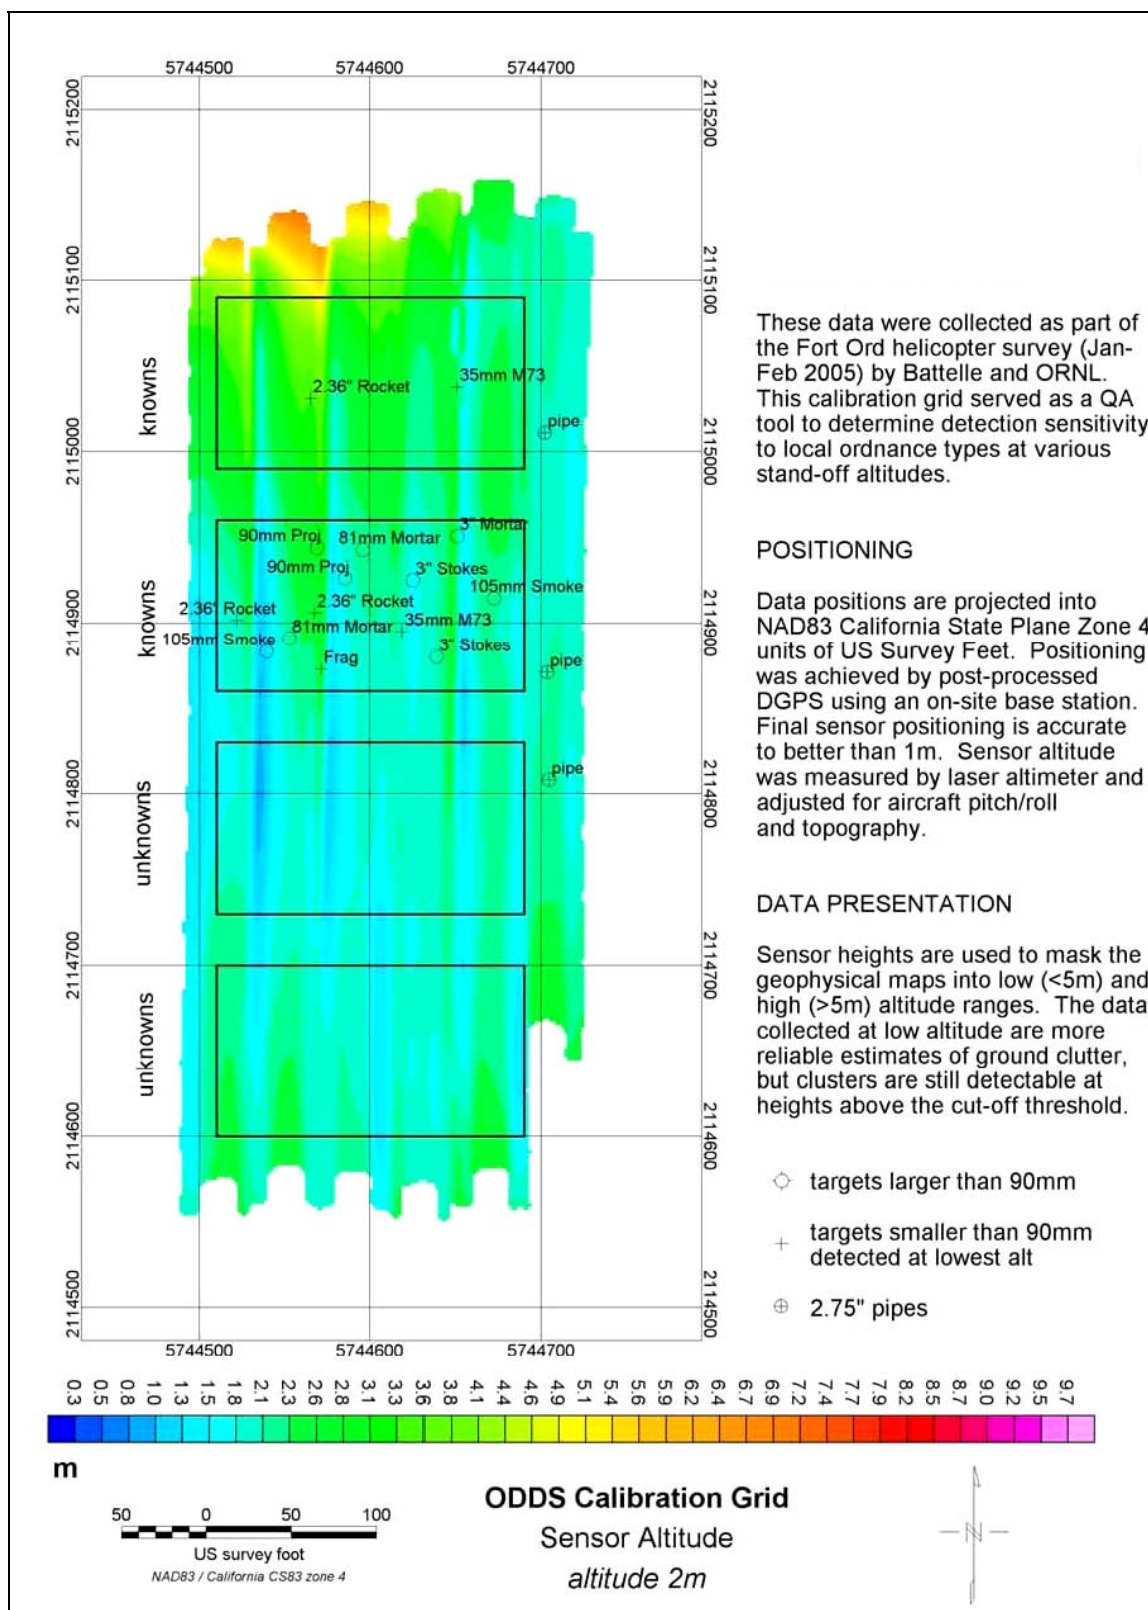 5744500 5744600 5744700
2115200 2115200
2115100 2115100
knowns
2.36" Rocket 35mm M73
pipe
2115000 2115000
3" Mortar
90mm Proj 81mm Mortar
90mm Proj 3" Stokes
105mm Smoke
2.36" Rocket 2.36" Rocket
knowns
2114900 2114900
81mm Mortar 35mm M73
105mm Smoke 3" Stokes
Frag pipe
pipe
2114800 2114800
unknowns
2114700 2114700
unknowns
2114600 2114600
2114500 2114500
5744500 5744600 5744700
These data were collected as part of
the Fort Ord helicopter survey (Jan-
Feb 2005) by Battelle and ORNL.
This calibration grid served as a QA
tool to determine detection sensitivity
to local ordnance types at various
stand-off altitudes.
POSITIONING
Data positions are projected into
NAD83 California State Plane Zone 4
units of US Survey Feet. Positioning
was achieved by post-processed
DGPS using an on-site base station.
Final sensor positioning is accurate
to better than 1m. Sensor altitude
was measured by laser altimeter and
adjusted for aircraft pitch/roll
and topography.
DATA PRESENTATION
Sensor heights are used to mask the
geophysical maps into low (<5m) and
high (>5m) altitude ranges. The data
collected at low altitude are more
reliable estimates of ground clutter,
but clusters are still detectable at
heights above the cut-off threshold.
targets larger than 90mm
targets smaller than 90mm
detected at lowest alt
2.75" pipes
0.3 0.5 0.8 1.0 1.3 1.5 1.8 2.1 2.3 2.6 2.8 3.1 3.3 3.6 3.8 4.1 4.4 4.6 4.9 5.1 5.4 5.6 5.9 6.2 6.4 6.7 6.9 7.2 7.4 7.7 7.9 8.2 8.5 8.7 9.0 9.2 9.5 9.7
m
50 0 50 100
US survey foot
NAD83 / California CS83 zone 4
ODDS Calibration Grid
Sensor Altitude
altitude 2m
N